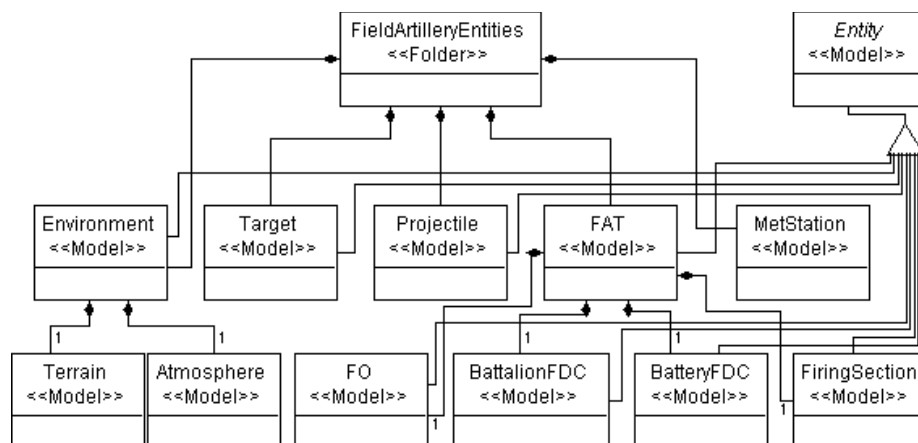 FieldArtilleryEntities
<<Folder>>
Entity
<<Model>>
Environment
<<Model>>
Target
<<Model>>
Projectile
<<Model>>
FAT
<<Model>>
MetStation
<<Model>>
1
1
1
1
Terrain
<<Model>>
Atmosphere
<<Model>>
FO
<<Model>>
BattalionFDC
<<Model>>
BatteryFDC
<<Model>>
FiringSection
<<Model>>
1
1